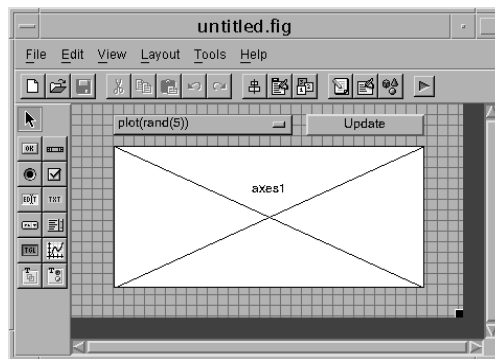 untitled.fig
File Edit View Layout Tools Help
plot(rand(5)) Update
OK
axes1
EDIT TXT
TGL